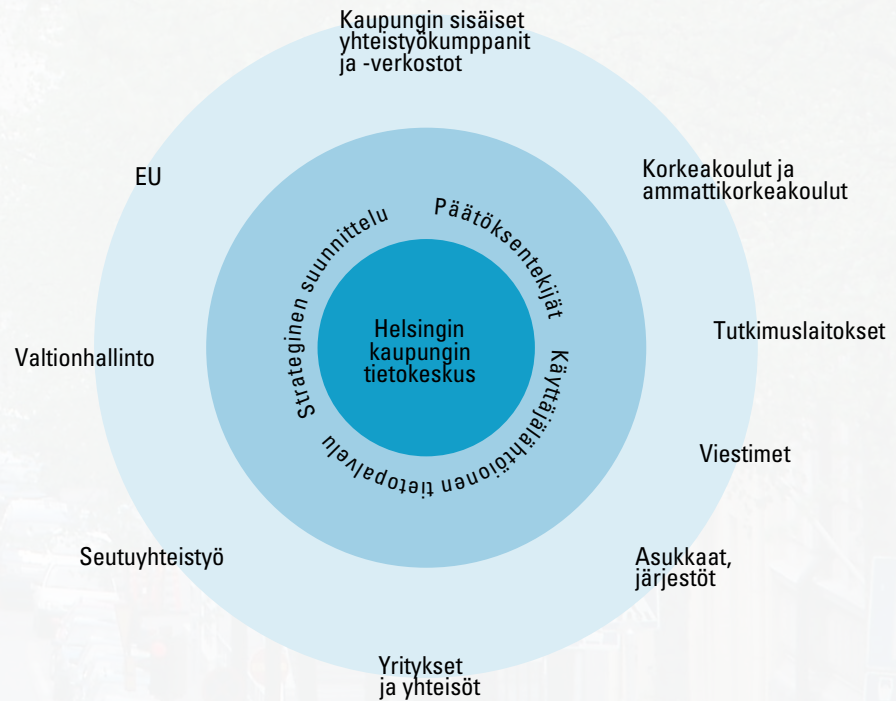 Kaupungin sisäiset
yhteistyökumppanit
ja -verkostot
EU
Korkeakoulut ja
ammattikorkeakoulut
Strateginen suunnittelu
Päätöksentekijät
Käyttäjälähtöionen tietopalvelu
Helsingin
kaupungin
tietokeskus
Tutkimuslaitokset
Valtionhallinto
Viestimet
Seutuyhteistyö
Asukkaat,
järjestöt
Yritykset
ja yhteisöt